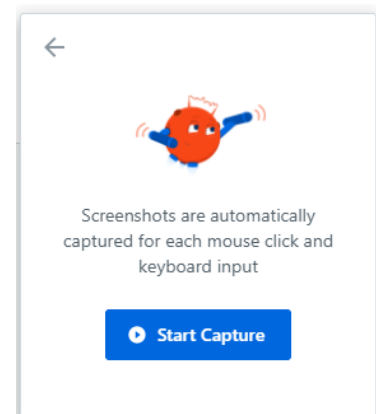 Screenshots are automatically
captured for each mouse click and
keyboard input
Start Capture